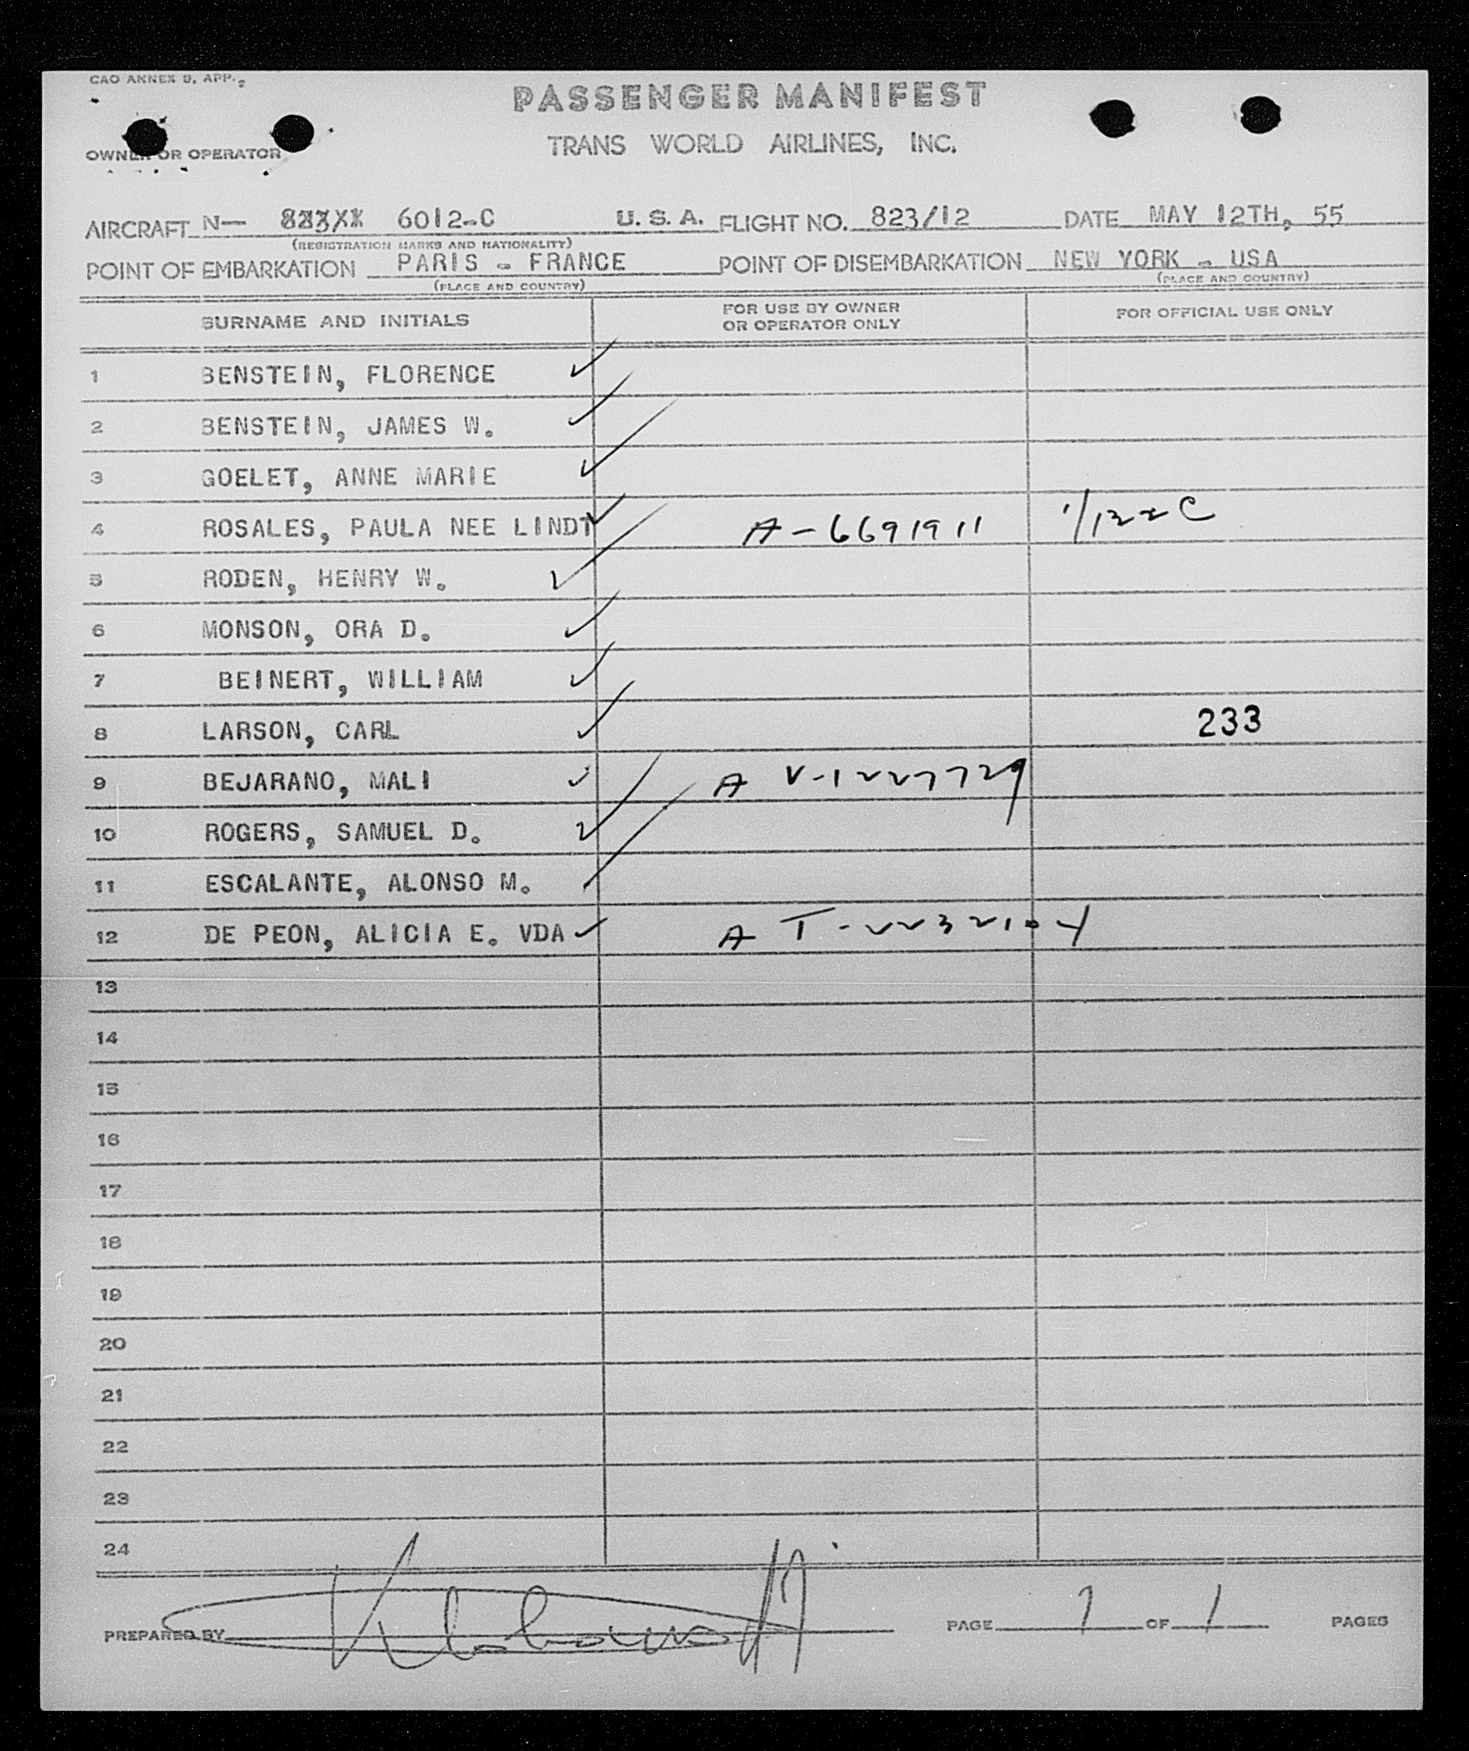 CAO ANNEX 9, APP.
PASSENGER MANIFEST
TRANS WORLD AIRLINES, INC.
OWNER OR OPERATOR
AIRCRAFT N— 6012-C U.S.A. FLIGHT NO. 823/12 DATE MAY 12TH, 55
(REGISTRATION MARKS AND NATIONALITY)
POINT OF EMBARKATION PARIS - FRANCE POINT OF DISEMBARKATION NEW YORK - USA
(PLACE AND COUNTRY) (PLACE AND COUNTRY)
SURNAME AND INITIALS FOR USE BY OWNER OR OPERATOR ONLY FOR OFFICIAL USE ONLY
1 BENSTEIN, FLORENCE ✓
2 BENSTEIN, JAMES W. ✓
3 GOELET, ANNE MARIE ✓
4 ROSALES, PAULA NEE LINDT ✓ A-6691911 1/122C
5 RODEN, HENRY W. ✓
6 MONSON, ORA D. ✓
7 BEINERT, WILLIAM ✓
8 LARSON, CARL ✓ 233
9 BEJARANO, MALI ✓ A V-1227729
10 ROGERS, SAMUEL D. ✓
11 ESCALANTE, ALONSO M. ✓
12 DE PEON, ALICIA E. VDA ✓ A T-2232104
13
14
15
16
17
18
19
20
21
22
23
24
PREPARED BY PAGE 1 OF 1 PAGES